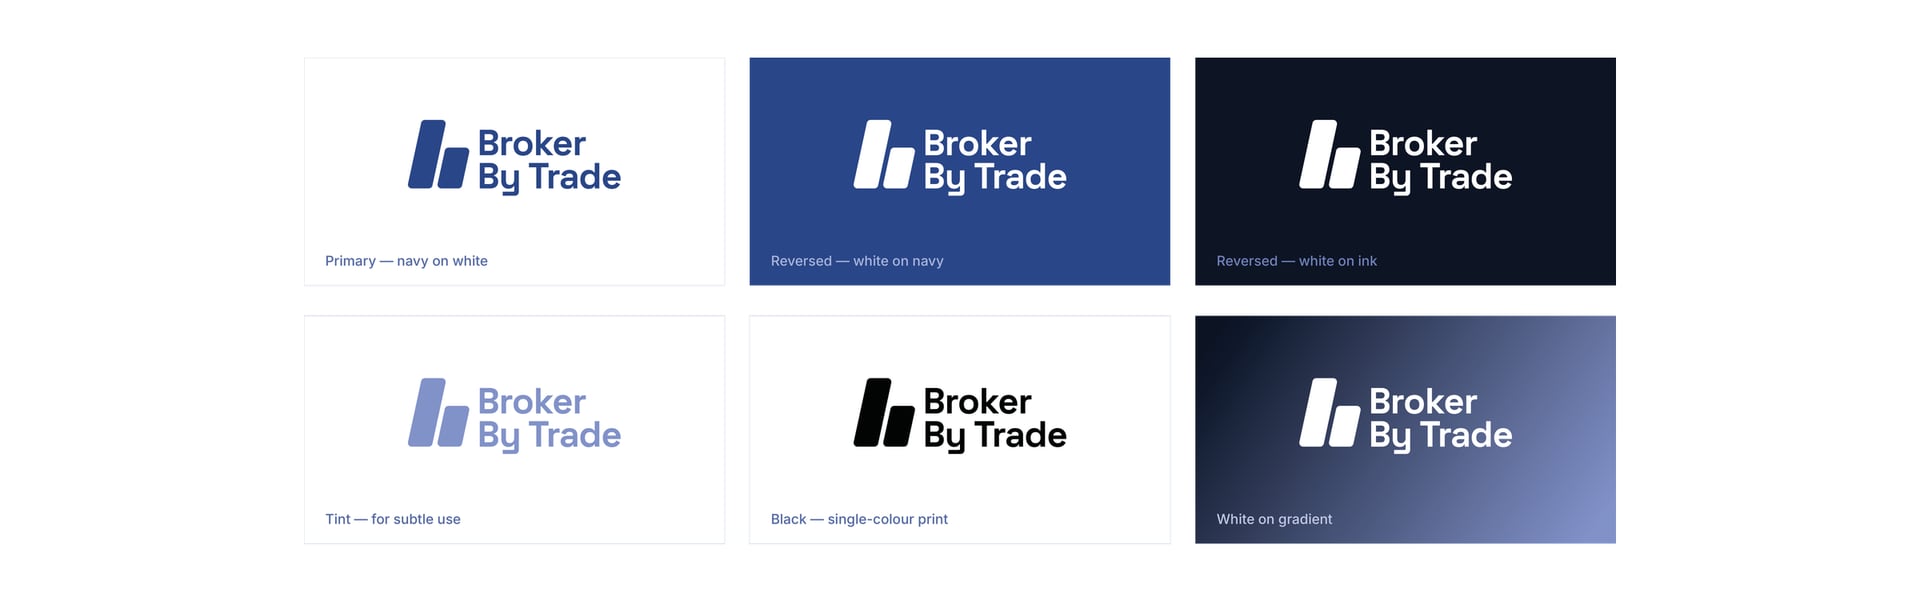 Broker
By Trade
Primary — navy on white
Broker
By Trade
Reversed — white on navy
Broker
By Trade
Reversed — white on ink
Broker
By Trade
Tint — for subtle use
Broker
By Trade
Black — single-colour print
Broker
By Trade
White on gradient